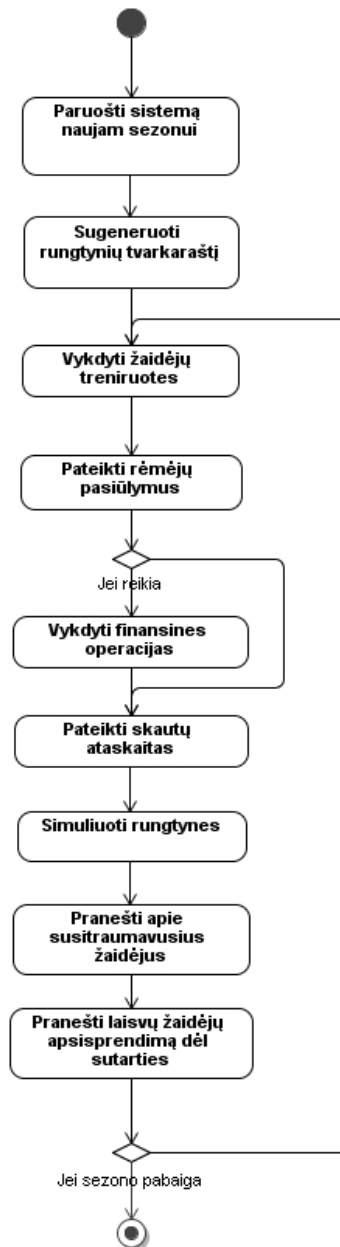 Paruošti sistemą
naujam sezonui
Sugeneruoti
rungtynių tvarkaraštį
Vykdyti žaidėjų
treniruotes
Pateikti rėmėjų
pasiūlymus
Jei reikia
Vykdyti finansines
operacijas
Pateikti skautų
ataskaitas
Simuliuoti rungtynes
Pranešti apie
susitraumavusius
žaidėjus
Pranešti laisvų žaidėjų
apsisprendimą dėl
sutarties
Jei sezono pabaiga